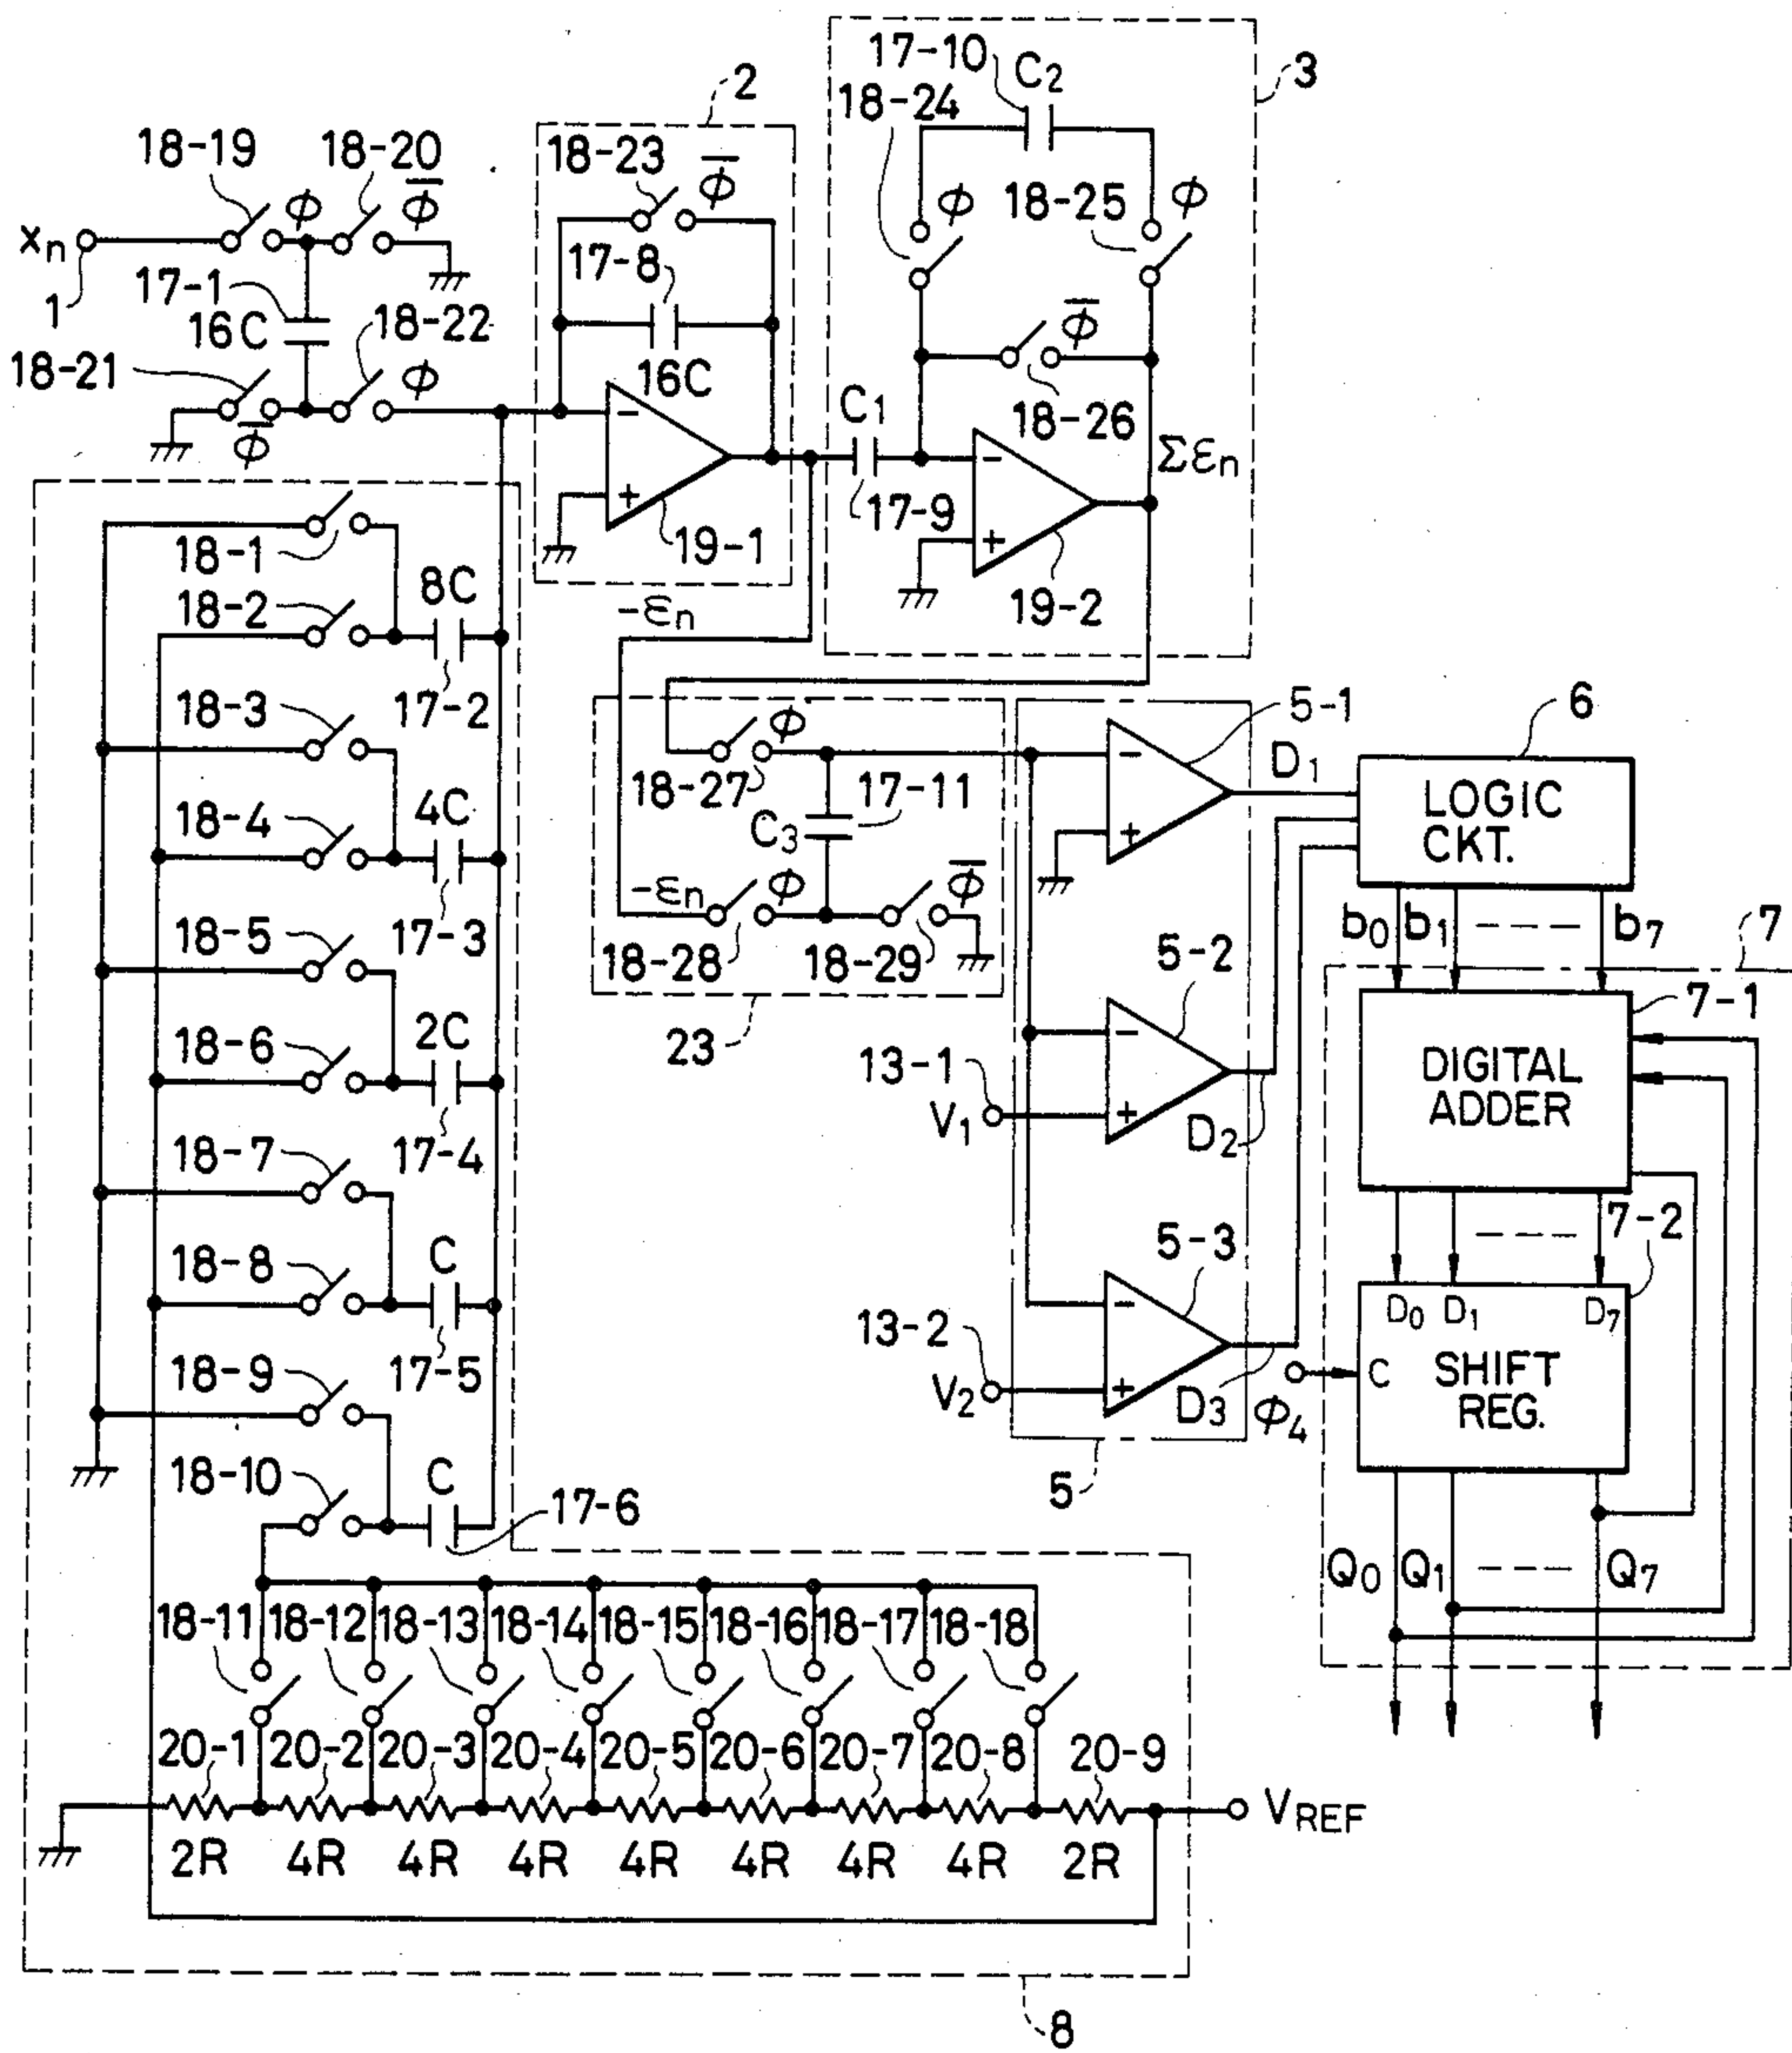 17-10 C2
3
2
18-24
18-19 18-20
18-23 φ̅
φ φ̅
18-25 φ
φ
xn
17-8
17-1
1
16C
18-22
φ̅
18-21
φ
16C
C1
18-26
φ̅
−
−
Σεn
+
17-9
18-1
19-1
+
8C
18-2
-εn
19-2
17-2
18-3
5-1
6
φ
−
D1
18-27
17-11
LOGIC
CKT.
18-4
4C
C3
+
-εn
φ
φ̅
17-3
b0 b1 ---- b7
7
18-5
18-28 18-29
5-2
7-1
2C
−
18-6
23
13-1
DIGITAL
ADDER
V1
+
D2
18-7
17-4
7-2
----
5-3
18-8
C
−
D0 D1 D7
13-2
17-5
C
SHIFT
REG.
18-9
V2
+
D3 φ4
18-10
C
5
17-6
Q0 Q1 ---- Q7
18-11 18-12 18-13 18-14 18-15 18-16 18-17 18-18
20-1 20-2 20-3 20-4 20-5 20-6 20-7 20-8 20-9
VREF
2R 4R 4R 4R 4R 4R 4R 4R 2R
8